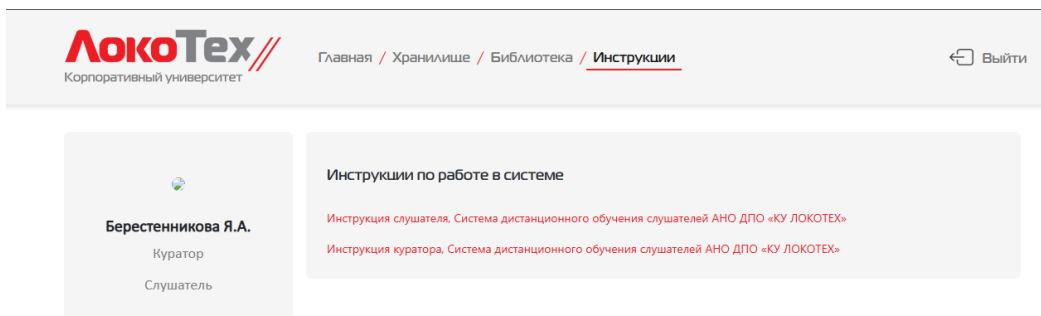 ЛокоТех//
Корпоративный университет
Главная / Хранилище / Библиотека / Инструкции
Выйти
Берестенникова Я.А.
Куратор
Слушатель
Инструкции по работе в системе
Инструкция слушателя, Система дистанционного обучения слушателей АНО ДПО «КУ ЛОКОТЕХ»
Инструкция куратора, Система дистанционного обучения слушателей АНО ДПО «КУ ЛОКОТЕХ»